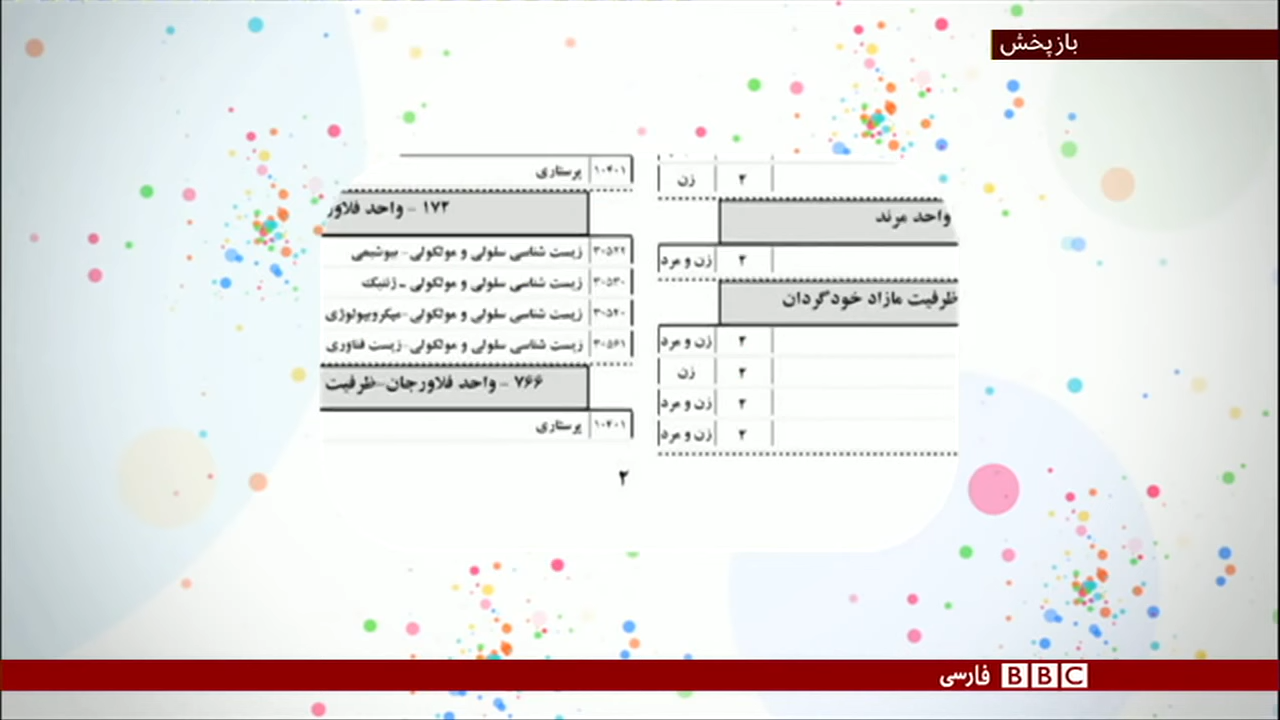 بازپخش
۲ زن
واحد مرند
۲ زن و مرد
ظرفیت مازاد خودگردان
۲ زن و مرد
۲ زن
۲ زن و مرد
۲ زن و مرد
۱۰۴۰۱ پرستاری
۱۷۲ - واحد فلاور
۳۰۵۲۲ زیست شناسی سلولی و مولکولی- بیوشیمی
۳۰۵۳۰ زیست شناسی سلولی و مولکولی - ژنتیک
۳۰۵۴۰ زیست شناسی سلولی و مولکولی-میکروبیولوژی
۳۰۵۶۱ زیست شناسی سلولی و مولکولی-زیست فناوری
۷۶۶ - واحد فلاورجان-ظرفیت
۱۰۴۰۱ پرستاری
۲
BBC فارسی